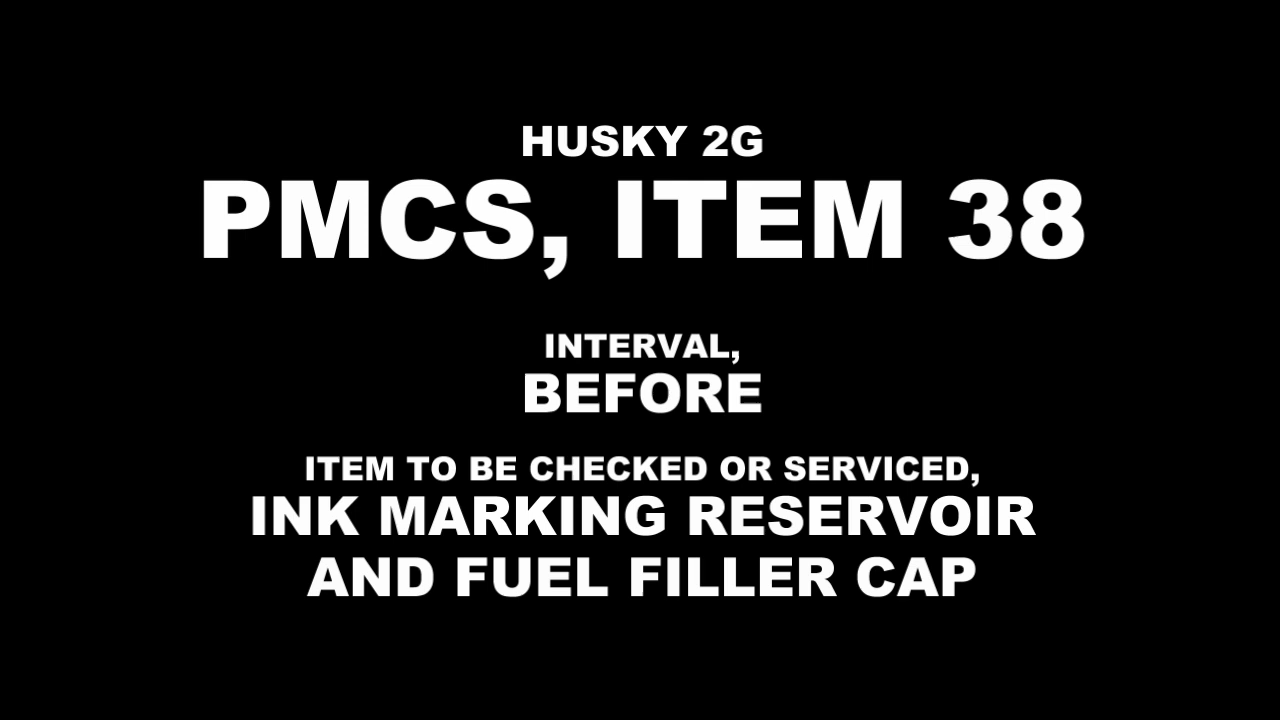 HUSKY 2G
PMCS, ITEM 38
INTERVAL,
BEFORE
ITEM TO BE CHECKED OR SERVICED,
INK MARKING RESERVOIR
AND FUEL FILLER CAP